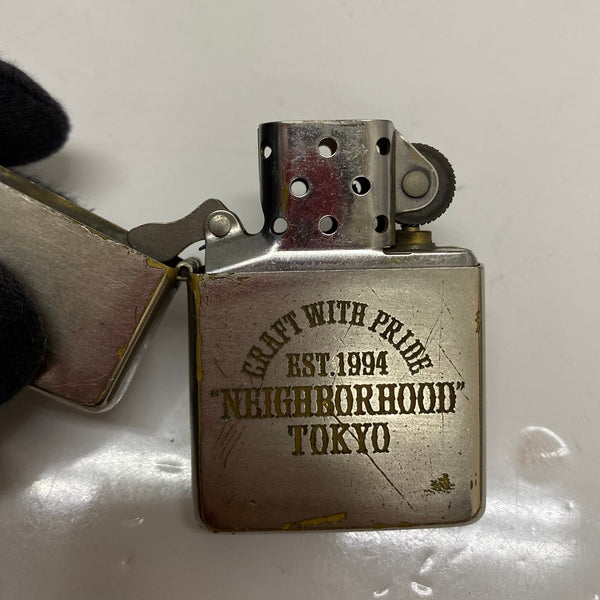 CRAFT WITH PRIDE
EST.1994
"NEIGHBORHOOD"
TOKYO